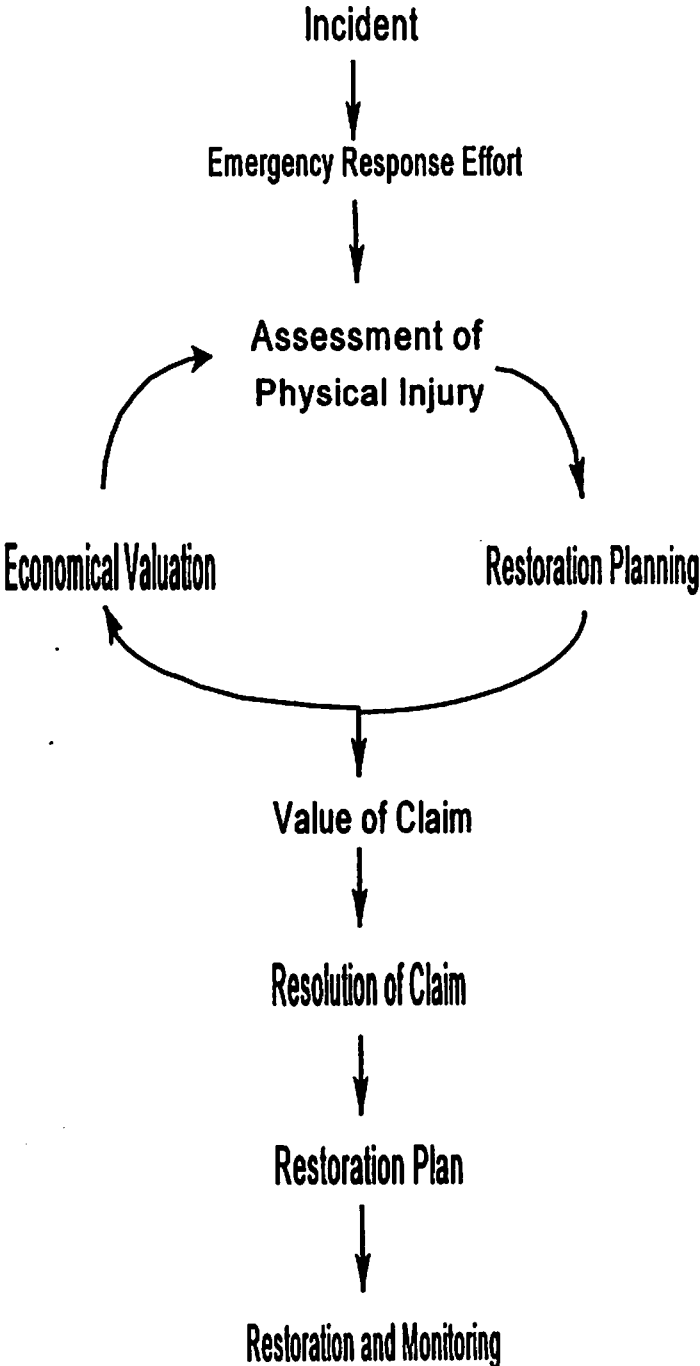 Incident
Emergency Response Effort
Assessment of
Physical Injury
Economical Valuation
Restoration Planning
Value of Claim
Resolution of Claim
Restoration Plan
Restoration and Monitoring